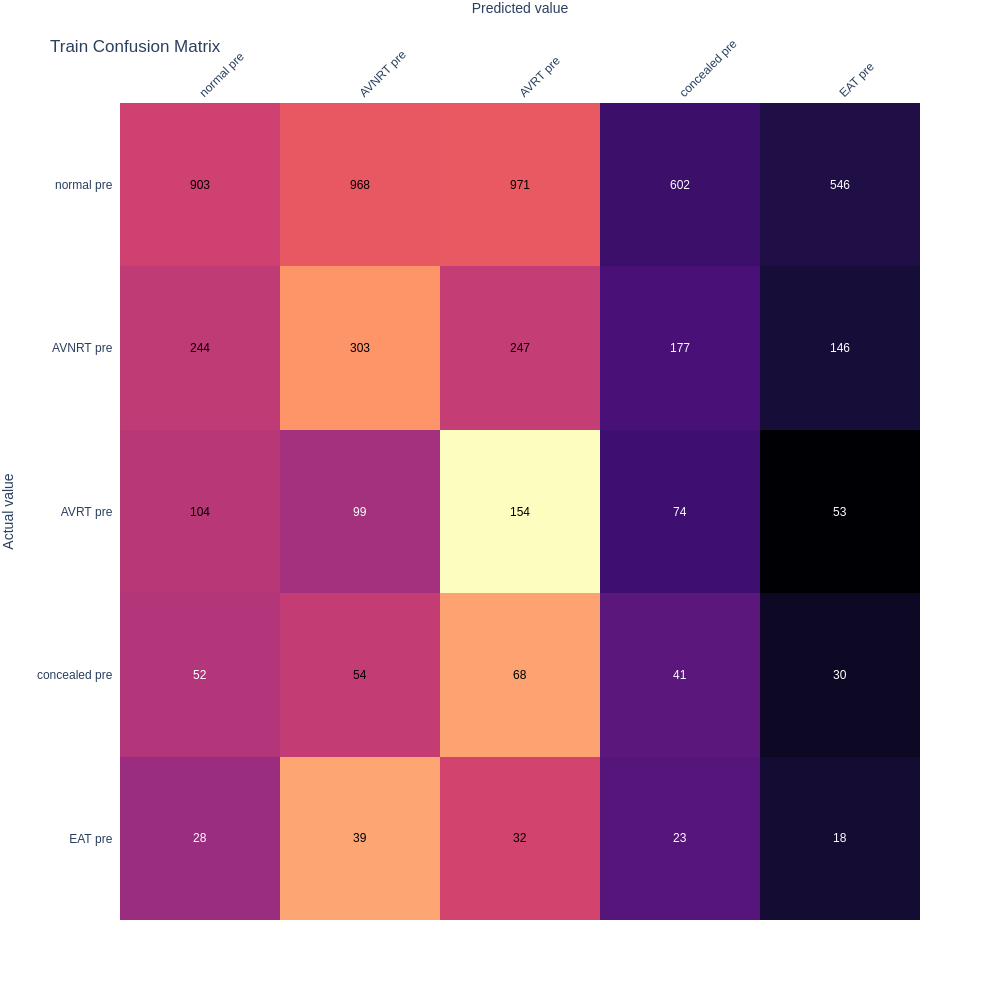 Predicted value
Train Confusion Matrix
normal pre AVNRT pre AVRT pre concealed pre EAT pre
normal pre 903 968 971 602 546
AVNRT pre 244 303 247 177 146
AVRT pre 104 99 154 74 53
concealed pre 52 54 68 41 30
EAT pre 28 39 32 23 18
Actual value